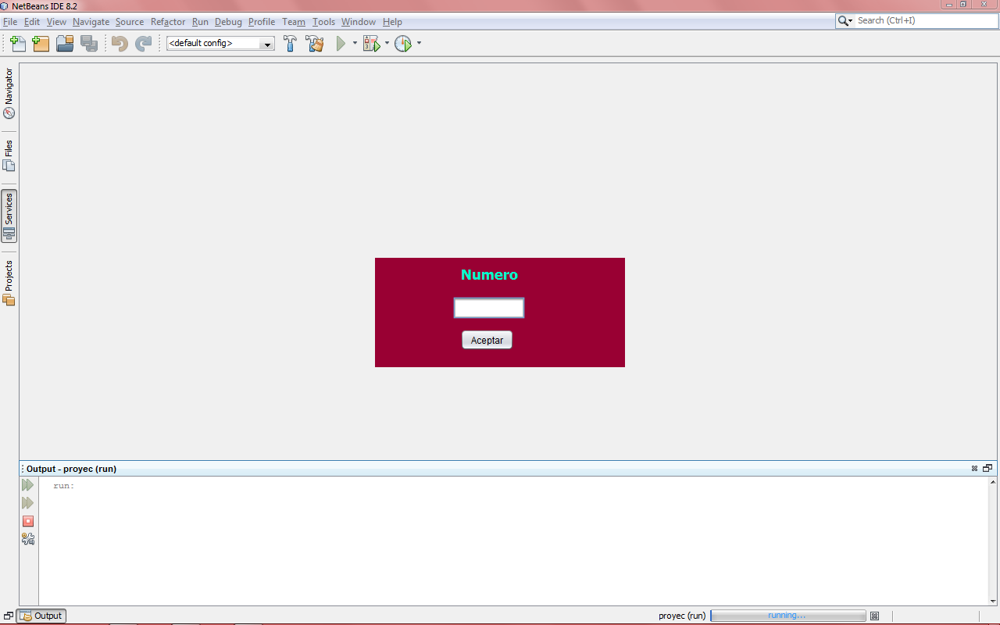 NetBeans IDE 8.2
File Edit View Navigate Source Refactor Run Debug Profile Team Tools Window Help
Search (Ctrl+I)
<default config>
Navigator
Files
Services
Projects
Numero
Aceptar
Output - proyec (run)
run:
Output
proyec (run)
running...